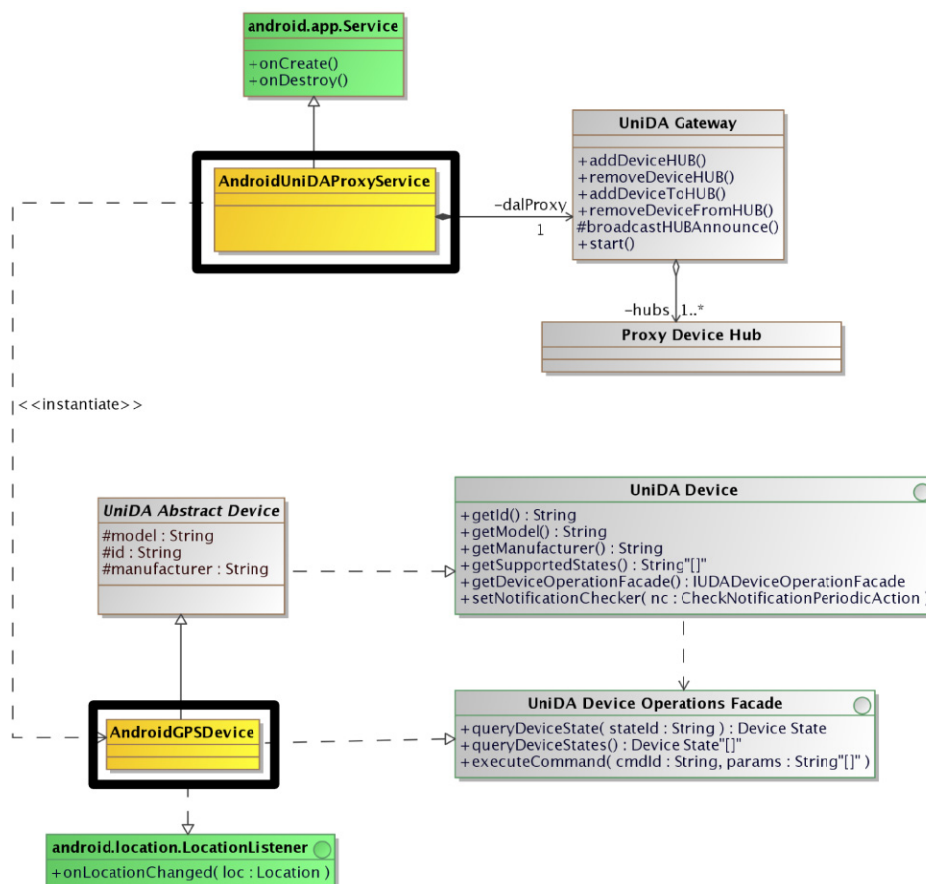 android.app.Service
+onCreate()
+onDestroy()
UniDA Gateway
+addDeviceHUB()
+removeDeviceHUB()
+addDeviceToHUB()
+removeDeviceFromHUB()
#broadcastHUBAnnounce()
+start()
AndroidUniDAProxyService
-dalProxy
1
-hubs 1..*
Proxy Device Hub
<<instantiate>>
UniDA Abstract Device
#model : String
#id : String
#manufacturer : String
UniDA Device
+getId() : String
+getModel() : String
+getManufacturer() : String
+getSupportedStates() : String"[]"
+getDeviceOperationFacade() : IUDADeviceOperationFacade
+setNotificationChecker( nc : CheckNotificationPeriodicAction )
UniDA Device Operations Facade
+queryDeviceState( stateId : String ) : Device State
+queryDeviceStates() : Device State"[]"
+executeCommand( cmdId : String, params : String"[]" )
AndroidGPSDevice
android.location.LocationListener
+onLocationChanged( loc : Location )